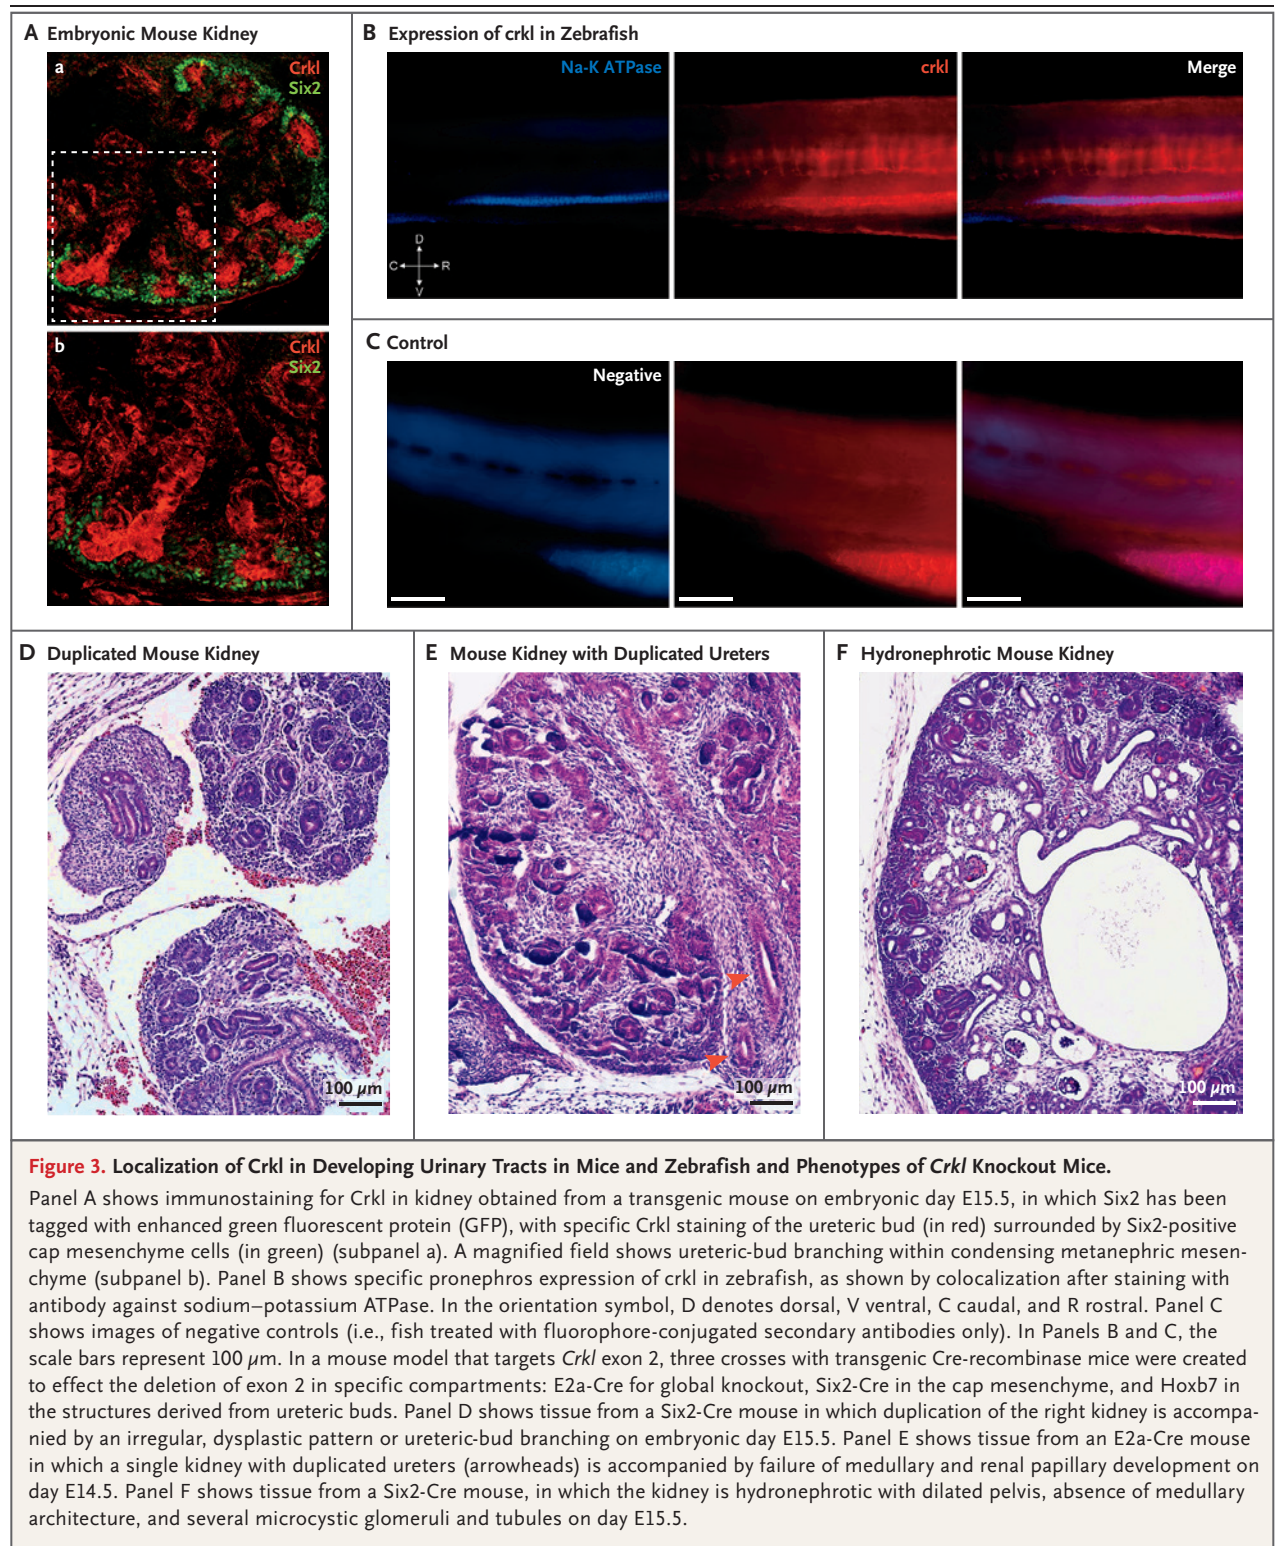 A Embryonic Mouse Kidney
a
Crkl
Six2
b
Crkl
Six2
B Expression of crkl in Zebrafish
Na-K ATPase
crkl
Merge
D
C
R
V
C Control
Negative
D Duplicated Mouse Kidney
100 µm
E Mouse Kidney with Duplicated Ureters
100 µm
F Hydronephrotic Mouse Kidney
100 µm
Figure 3. Localization of Crkl in Developing Urinary Tracts in Mice and Zebrafish and Phenotypes of Crkl Knockout Mice.
Panel A shows immunostaining for Crkl in kidney obtained from a transgenic mouse on embryonic day E15.5, in which Six2 has been
tagged with enhanced green fluorescent protein (GFP), with specific Crkl staining of the ureteric bud (in red) surrounded by Six2-positive
cap mesenchyme cells (in green) (subpanel a). A magnified field shows ureteric-bud branching within condensing metanephric mesen-
chyme (subpanel b). Panel B shows specific pronephros expression of crkl in zebrafish, as shown by colocalization after staining with
antibody against sodium–potassium ATPase. In the orientation symbol, D denotes dorsal, V ventral, C caudal, and R rostral. Panel C
shows images of negative controls (i.e., fish treated with fluorophore-conjugated secondary antibodies only). In Panels B and C, the
scale bars represent 100 µm. In a mouse model that targets Crkl exon 2, three crosses with transgenic Cre-recombinase mice were created
to effect the deletion of exon 2 in specific compartments: E2a-Cre for global knockout, Six2-Cre in the cap mesenchyme, and Hoxb7 in
the structures derived from ureteric buds. Panel D shows tissue from a Six2-Cre mouse in which duplication of the right kidney is accompa-
nied by an irregular, dysplastic pattern or ureteric-bud branching on embryonic day E15.5. Panel E shows tissue from an E2a-Cre mouse
in which a single kidney with duplicated ureters (arrowheads) is accompanied by failure of medullary and renal papillary development on
day E14.5. Panel F shows tissue from a Six2-Cre mouse, in which the kidney is hydronephrotic with dilated pelvis, absence of medullary
architecture, and several microcystic glomeruli and tubules on day E15.5.